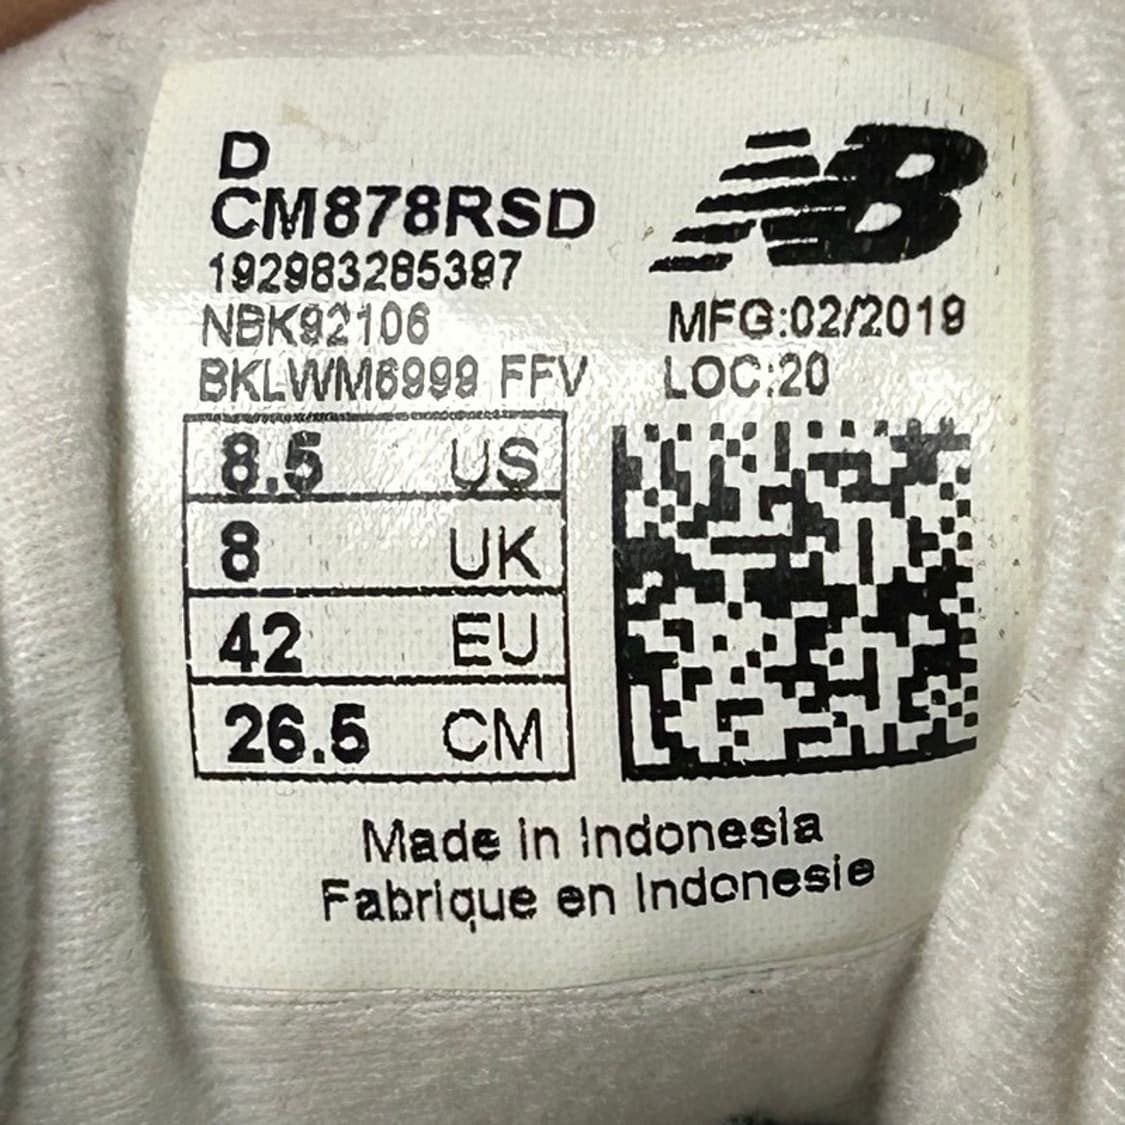 D
CM878RSD
192983285397
NBK92106
BKLWM6999 FFV
NB
MFG:02/2019
LOC:20
8.5 US
8 UK
42 EU
26.5 CM
Made in Indonesia
Fabrique en Indonesie